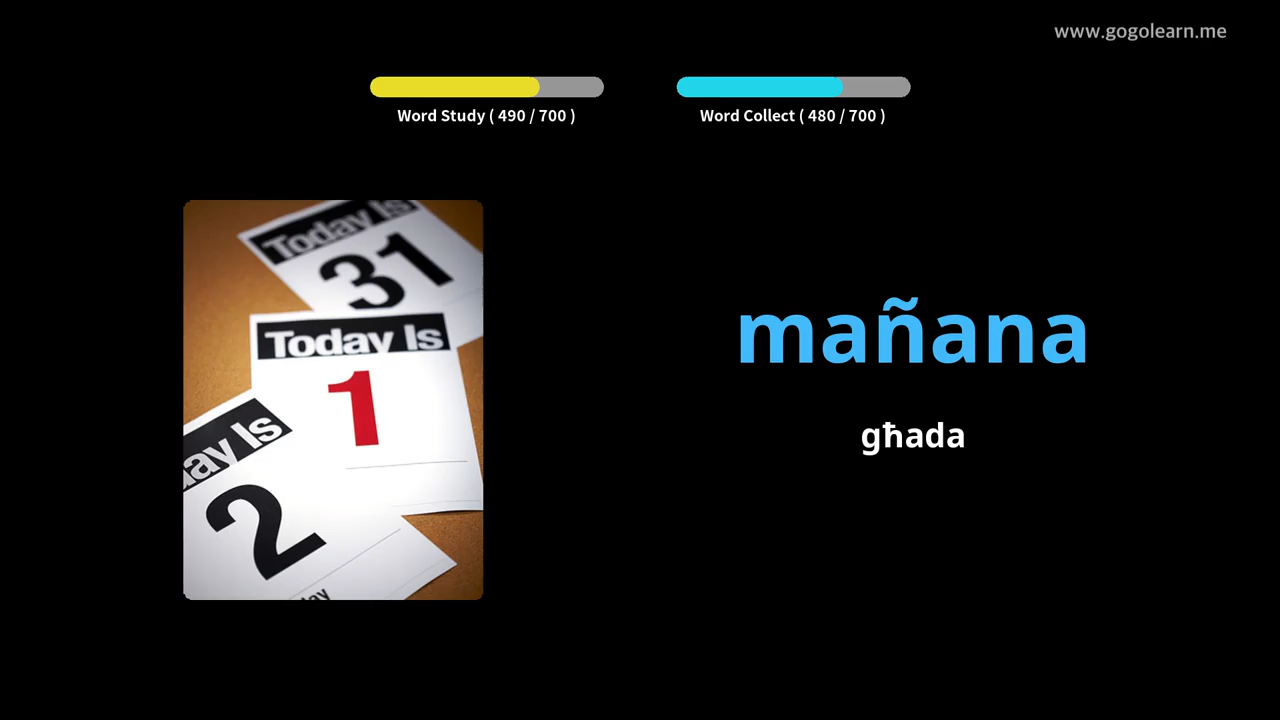 www.gogolearn.me
Word Study ( 490 / 700 )
Word Collect ( 480 / 700 )
Today Is
31
Today Is
1
day Is
2
mañana
għada